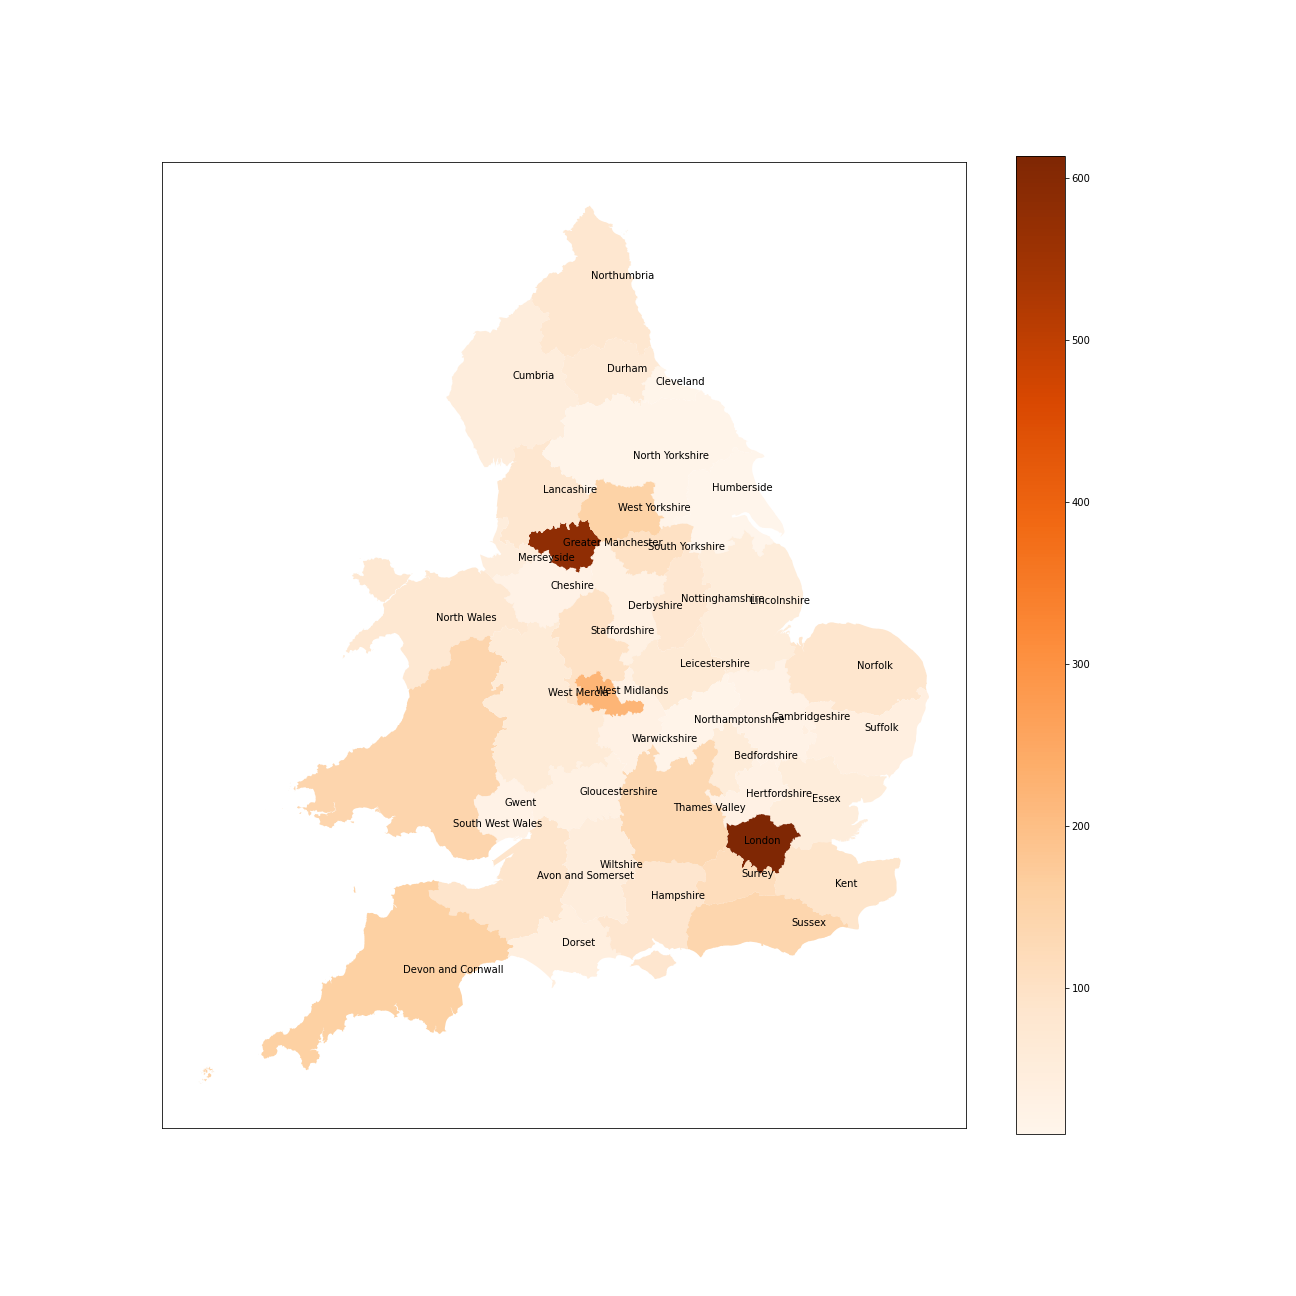 Northumbria
Durham
Cumbria
Cleveland
North Yorkshire
Humberside
Lancashire
West Yorkshire
Greater Manchester
South Yorkshire
Merseyside
Cheshire
Nottinghamshire
Lincolnshire
Derbyshire
North Wales
Staffordshire
Leicestershire
Norfolk
West Mercia
West Midlands
Northamptonshire
Cambridgeshire
Suffolk
Warwickshire
Bedfordshire
Gloucestershire
Hertfordshire
Essex
Gwent
Thames Valley
South West Wales
London
Wiltshire
Avon and Somerset
Surrey
Kent
Hampshire
Sussex
Dorset
Devon and Cornwall
600
500
400
300
200
100